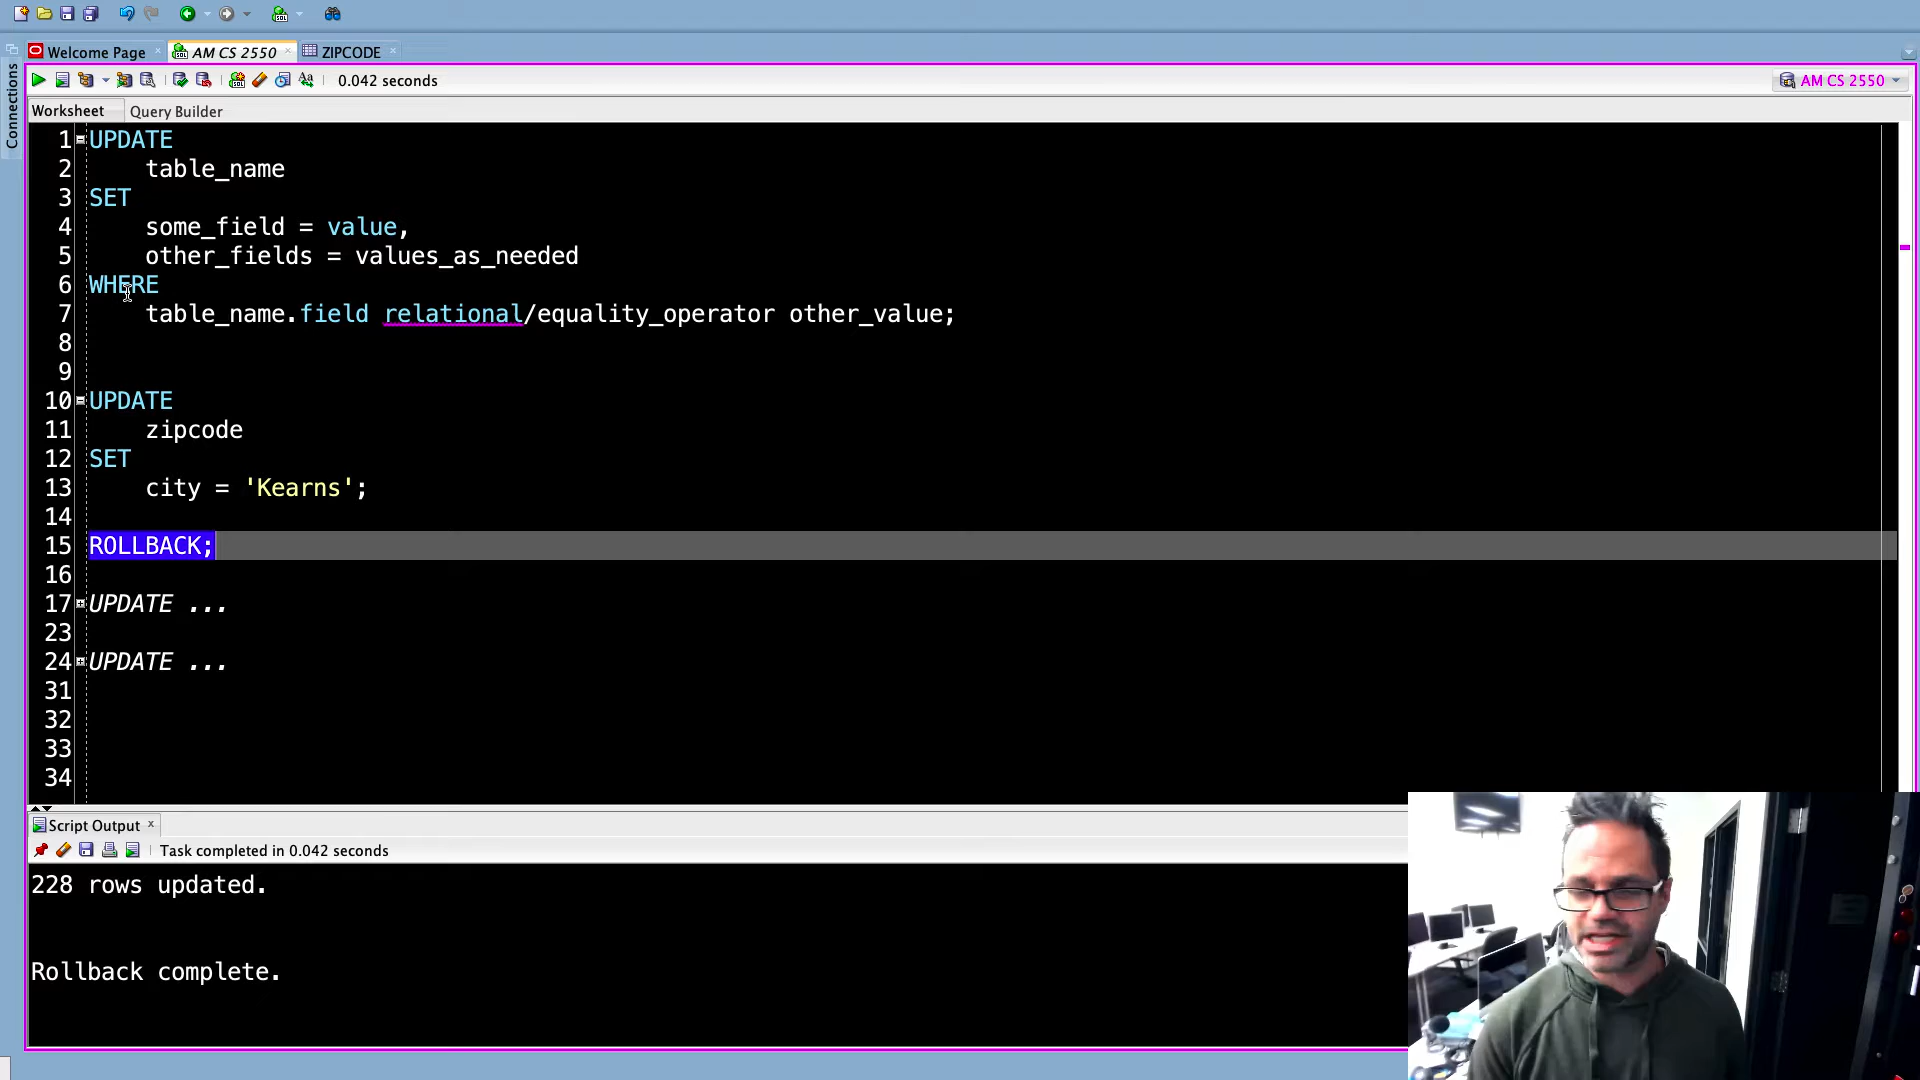 Welcome Page AM CS 2550 ZIPCODE
0.042 seconds
AM CS 2550
Connections
Worksheet Query Builder
1 UPDATE
2 table_name
3 SET
4 some_field = value,
5 other_fields = values_as_needed
6 WHERE
7 table_name.field relational/equality_operator other_value;
8
9
10 UPDATE
11 zipcode
12 SET
13 city = 'Kearns';
14
15 ROLLBACK;
16
17 UPDATE ...
23
24 UPDATE ...
31
32
33
34
Script Output
Task completed in 0.042 seconds
228 rows updated.
Rollback complete.